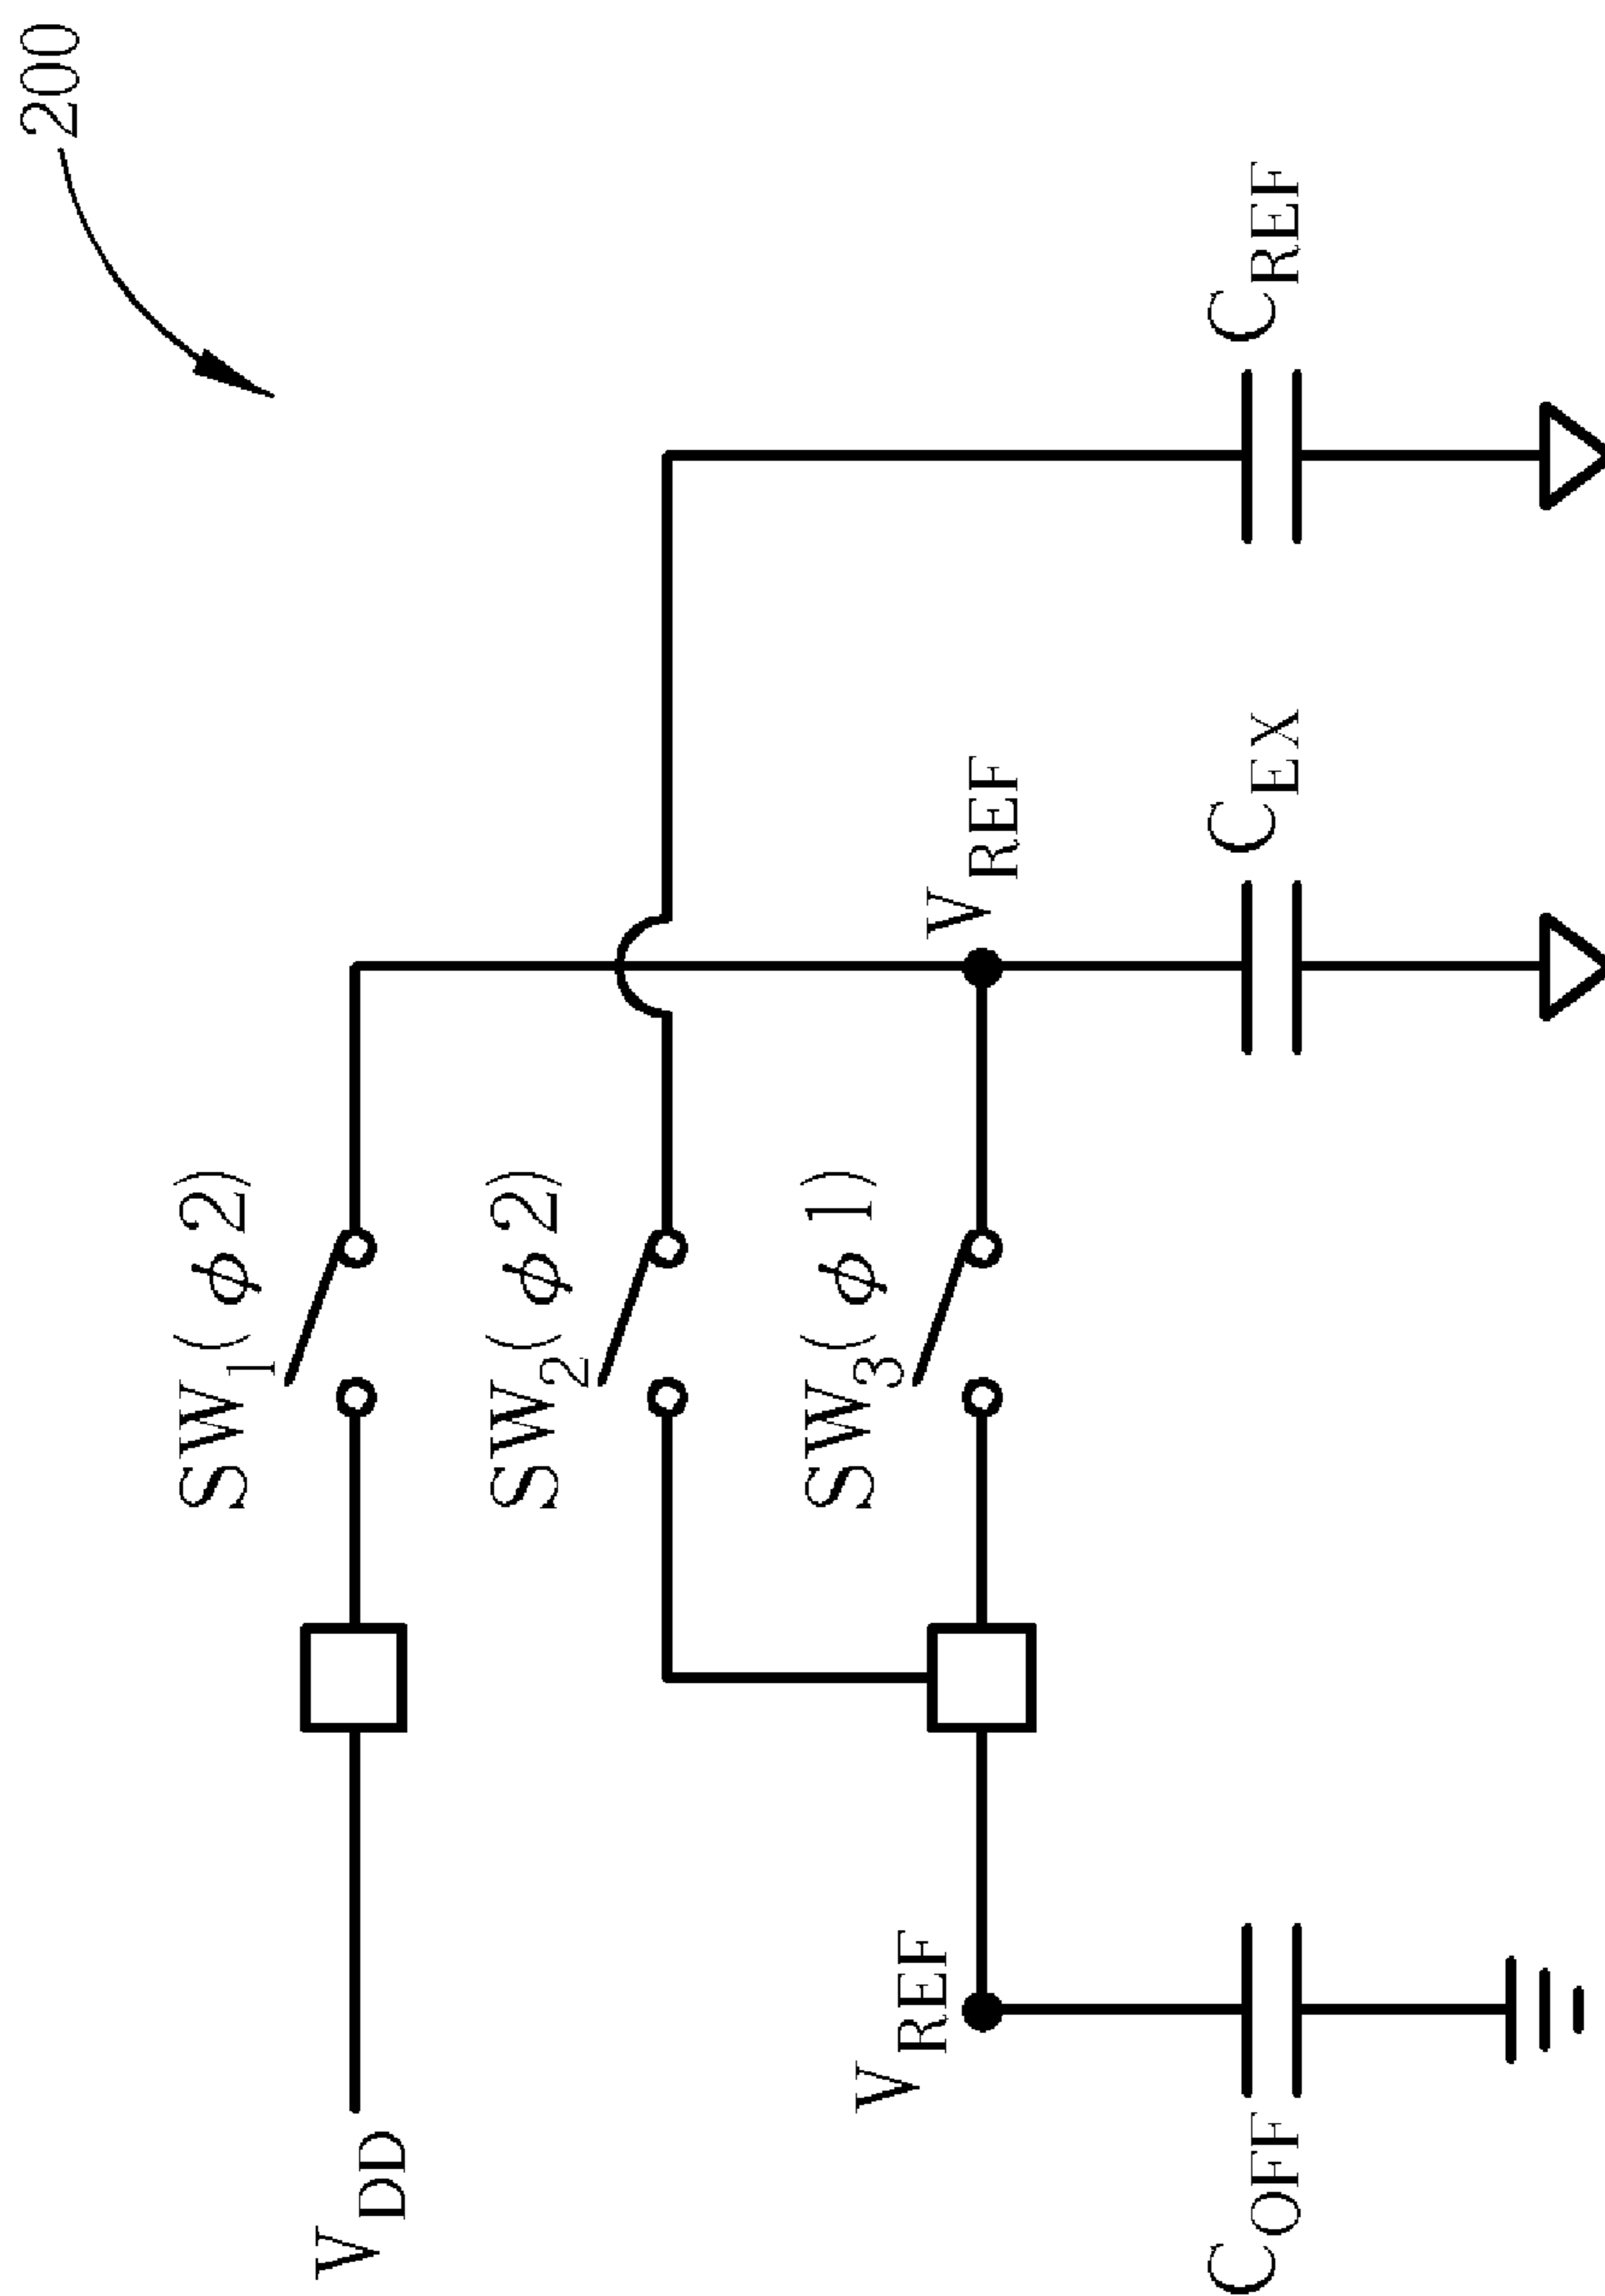 200
V_DD
SW_1(ϕ2)
SW_2(ϕ2)
SW_3(ϕ1)
V_REF
V_REF
C_OFF
C_EX
C_REF